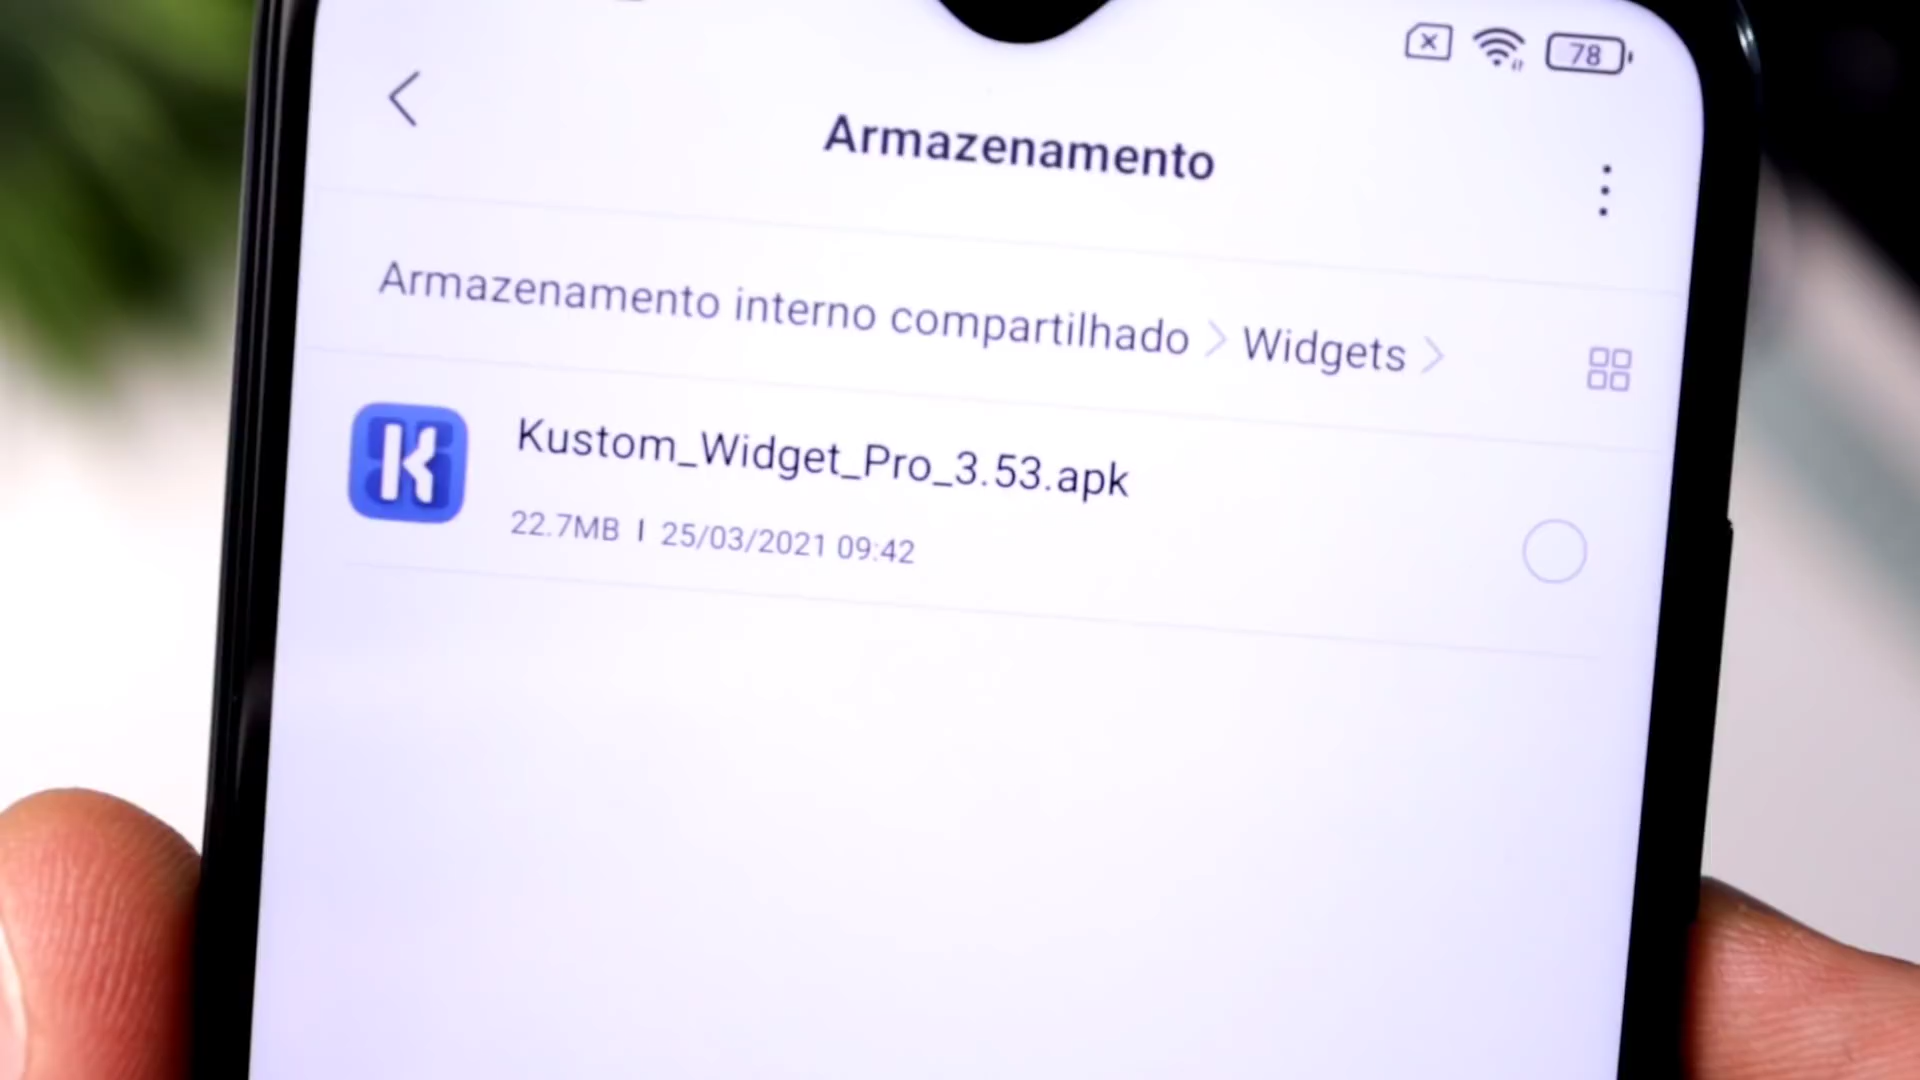 78
Armazenamento
Armazenamento interno compartilhado > Widgets >
K
Kustom_Widget_Pro_3.53.apk
22.7MB | 25/03/2021 09:42